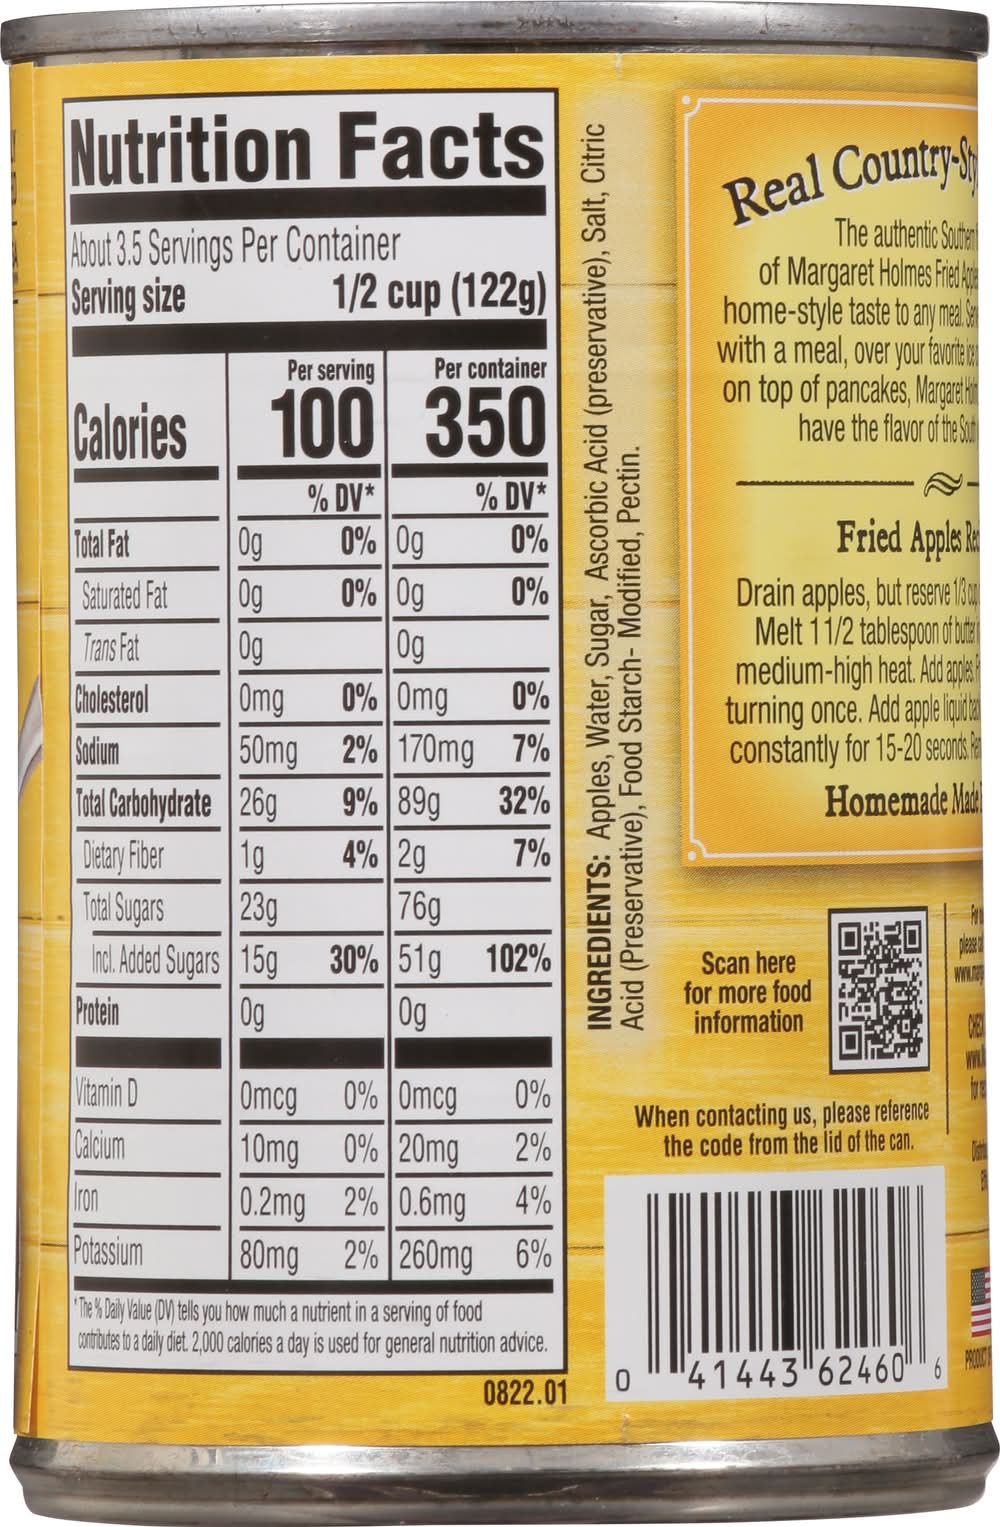 Nutrition Facts
About 3.5 Servings Per Container
Serving size 1/2 cup (122g)
Per serving Per container
Calories 100 350
% DV* % DV*
Total Fat 0g 0% 0g 0%
Saturated Fat 0g 0% 0g 0%
Trans Fat 0g 0g
Cholesterol 0mg 0% 0mg 0%
Sodium 50mg 2% 170mg 7%
Total Carbohydrate 26g 9% 89g 32%
Dietary Fiber 1g 4% 2g 7%
Total Sugars 23g 76g
Incl. Added Sugars 15g 30% 51g 102%
Protein 0g 0g
Vitamin D 0mcg 0% 0mcg 0%
Calcium 10mg 0% 20mg 2%
Iron 0.2mg 2% 0.6mg 4%
Potassium 80mg 2% 260mg 6%
* The % Daily Value (DV) tells you how much a nutrient in a serving of food
contributes to a daily diet. 2,000 calories a day is used for general nutrition advice.
0822.01
INGREDIENTS: Apples, Water, Sugar, Ascorbic Acid (preservative), Salt, Citric
Acid (Preservative), Food Starch- Modified, Pectin.
Real Country-Sty
The authentic Southern
of Margaret Holmes Fried Apple
home-style taste to any meal.
with a meal, over your favorite ice
on top of pancakes, Margaret
have the flavor of the South
Fried Apples
Drain apples, but reserve 1/3 cup
Melt 1 1/2 tablespoon of butter
medium-high heat. Add apples.
turning once. Add apple liquid
constantly for 15-20 seconds.
Homemade Made
Scan here
for more food
information
When contacting us, please reference
the code from the lid of the can.
0 41443 62460 6